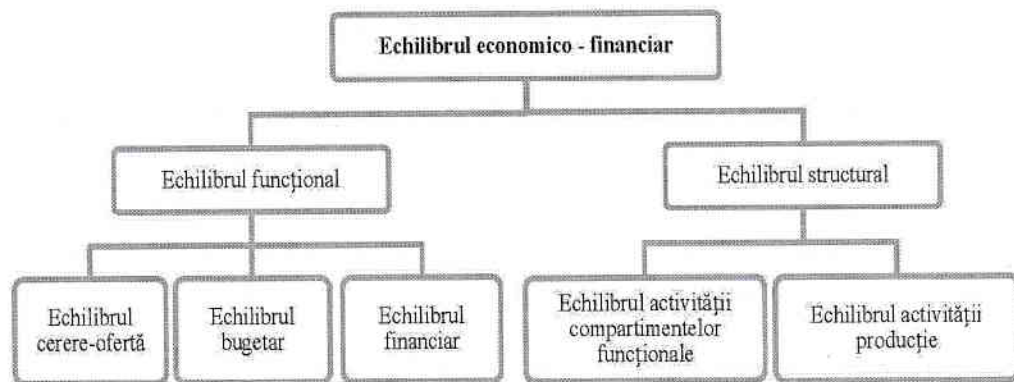 Echilibrul economico - financiar
Echilibrul funcțional
Echilibrul structural
Echilibrul
cerere-ofertă
Echilibrul
bugetar
Echilibrul
financiar
Echilibrul activității
compartimentelor
funcționale
Echilibrul activității
producție